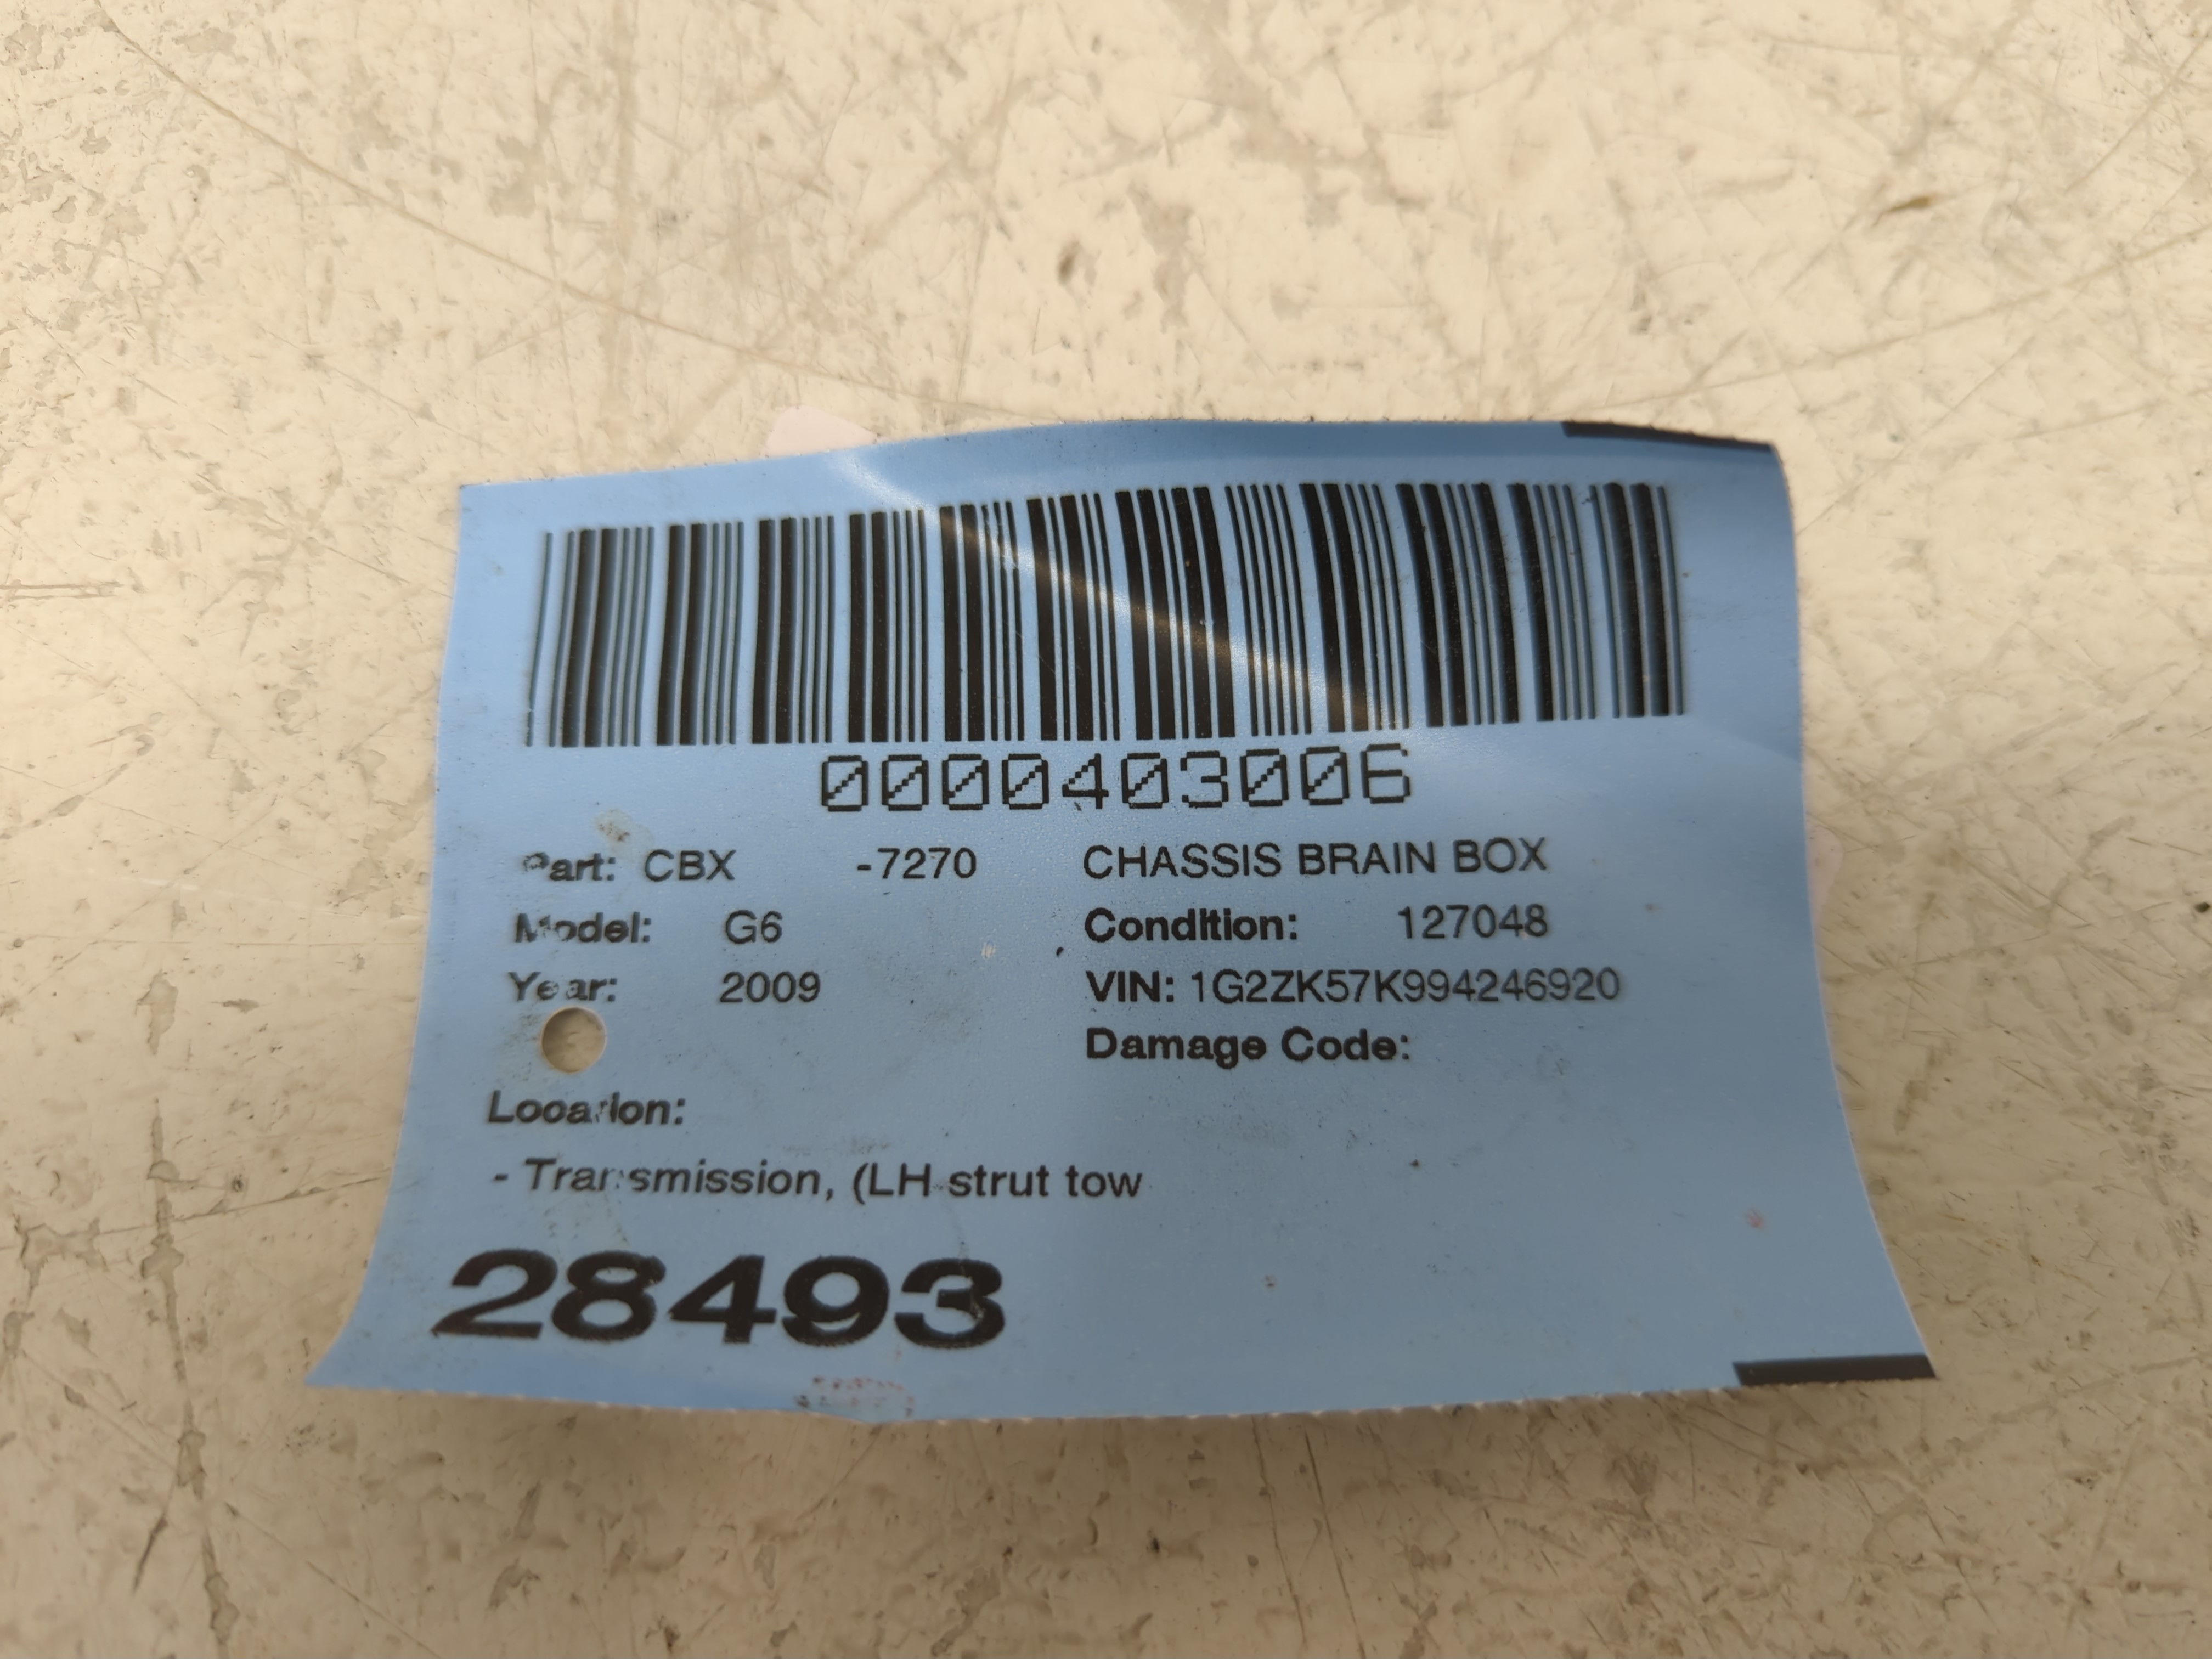 0000403006
Part: CBX -7270 CHASSIS BRAIN BOX
Model: G6 Condition: 127048
Year: 2009 VIN: 1G2ZK57K994246920
Damage Code:
Location:
- Transmission, (LH strut tow
28493